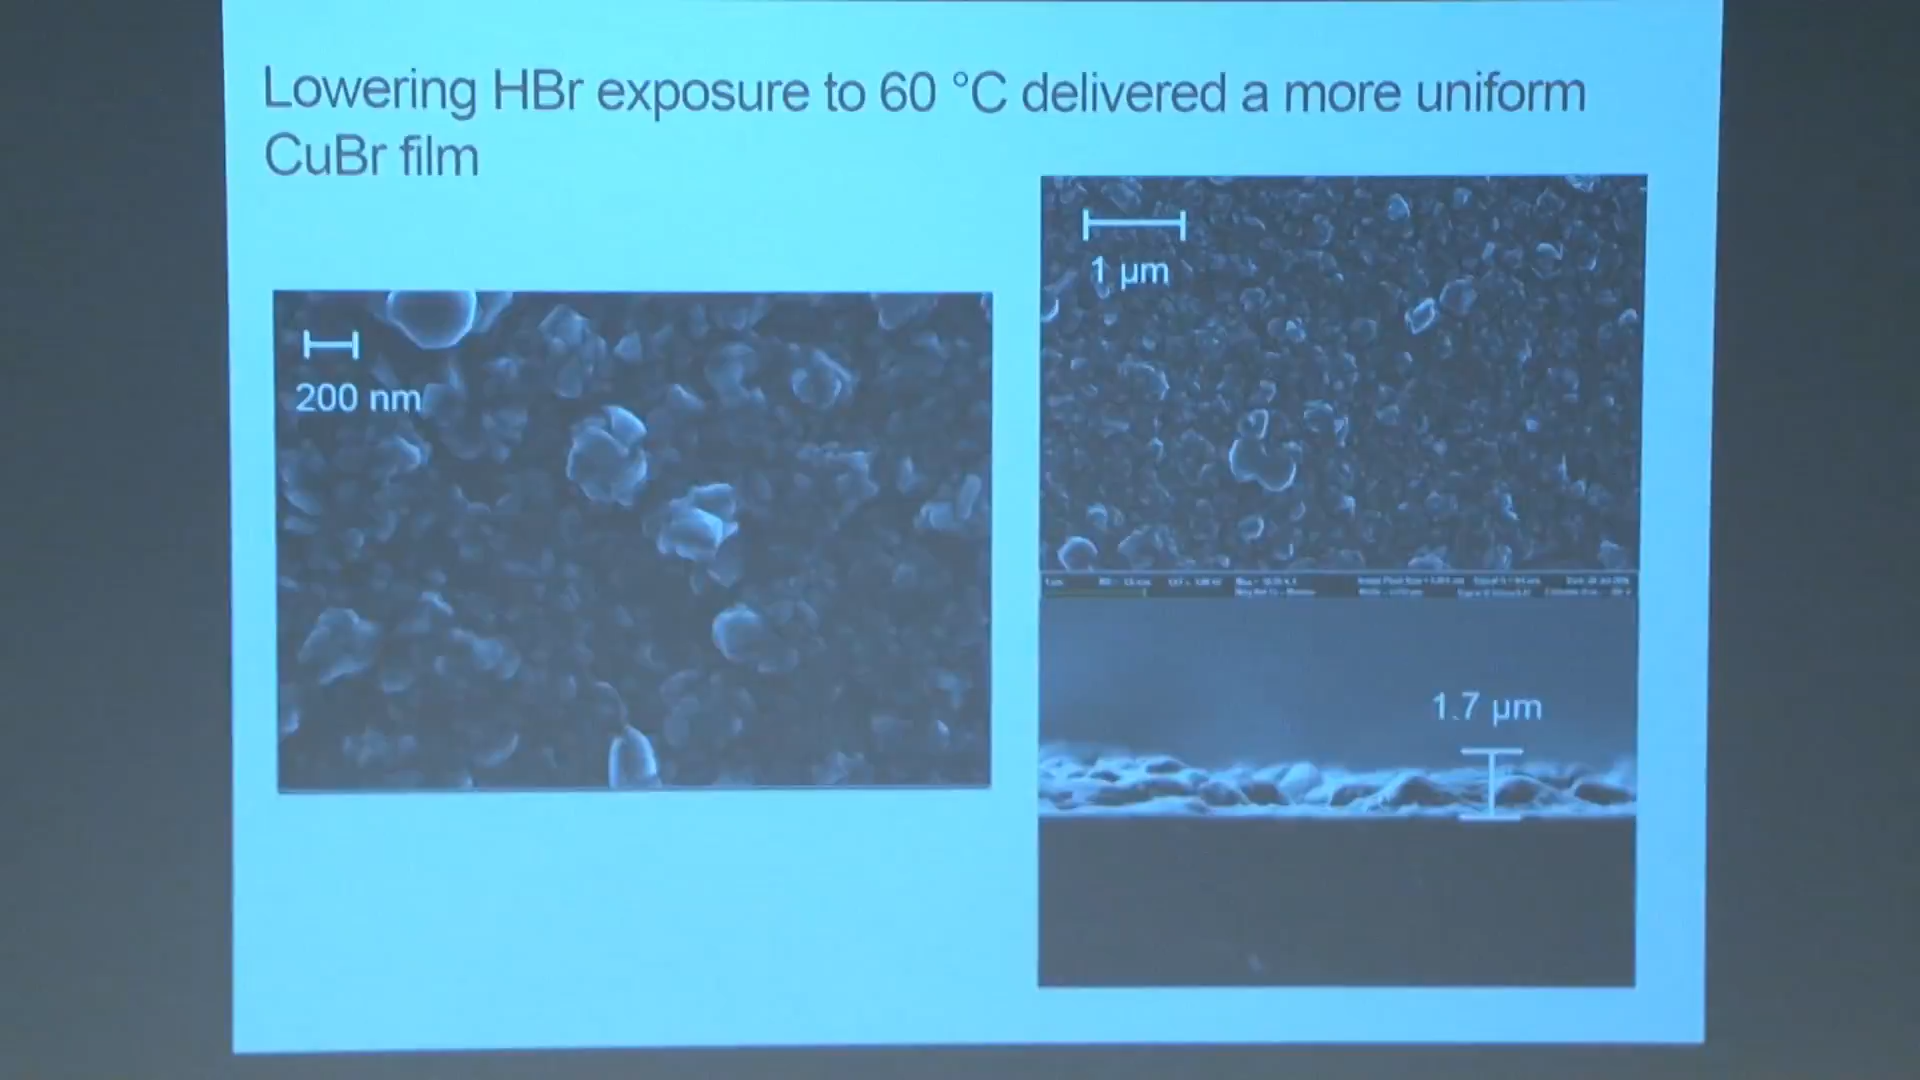 Lowering HBr exposure to 60 °C delivered a more uniform
CuBr film
200 nm
1 µm
1.7 µm